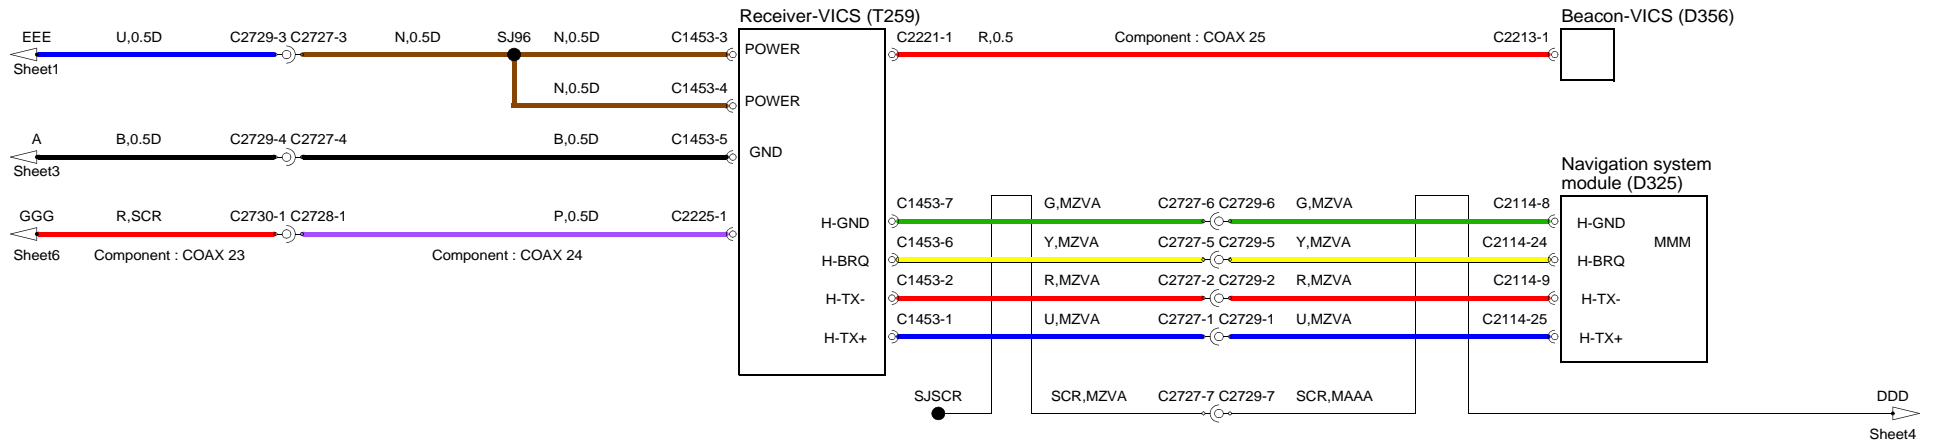 Receiver-VICS (T259)
Beacon-VICS (D356)
EEE U,0.5D C2729-3 C2727-3 N,0.5D SJ96 N,0.5D C1453-3
POWER
C2221-1 R,0.5 Component : COAX 25 C2213-1
Sheet1
N,0.5D C1453-4
POWER
A B,0.5D C2729-4 C2727-4 B,0.5D C1453-5
GND
Sheet3
Navigation system
module (D325)
GGG R,SCR C2730-1 C2728-1 P,0.5D C2225-1
Sheet6 Component : COAX 23 Component : COAX 24
C1453-7 G,MZVA C2727-6 C2729-6 G,MZVA C2114-8
H-GND H-GND
C1453-6 Y,MZVA C2727-5 C2729-5 Y,MZVA C2114-24
MMM
H-BRQ H-BRQ
C1453-2 R,MZVA C2727-2 C2729-2 R,MZVA C2114-9
H-TX- H-TX-
C1453-1 U,MZVA C2727-1 C2729-1 U,MZVA C2114-25
H-TX+ H-TX+
SJSCR SCR,MZVA C2727-7 C2729-7 SCR,MAAA DDD
Sheet4